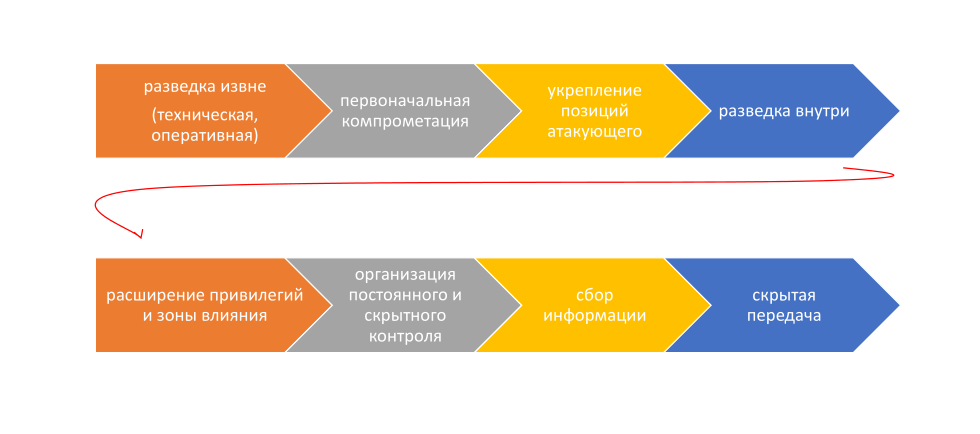 разведка извне
(техническая,
оперативная)
первоначальная
компрометация
укрепление
позиций
атакующего
разведка внутри
расширение привилегий
и зоны влияния
организация
постоянного и
скрытного
контроля
сбор
информации
скрытая
передача